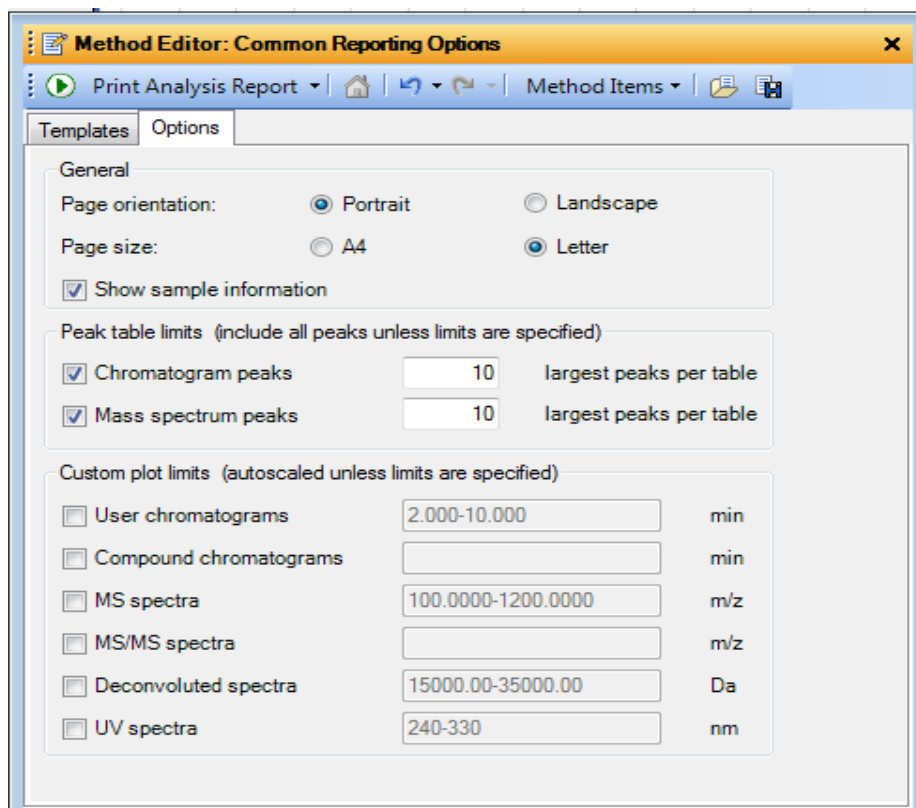 Method Editor: Common Reporting Options
Print Analysis Report Method Items
Templates Options
General
Page orientation: Portrait Landscape
Page size: A4 Letter
Show sample information
Peak table limits (include all peaks unless limits are specified)
Chromatogram peaks 10 largest peaks per table
Mass spectrum peaks 10 largest peaks per table
Custom plot limits (autoscaled unless limits are specified)
User chromatograms 2.000-10.000 min
Compound chromatograms min
MS spectra 100.0000-1200.0000 m/z
MS/MS spectra m/z
Deconvoluted spectra 15000.00-35000.00 Da
UV spectra 240-330 nm